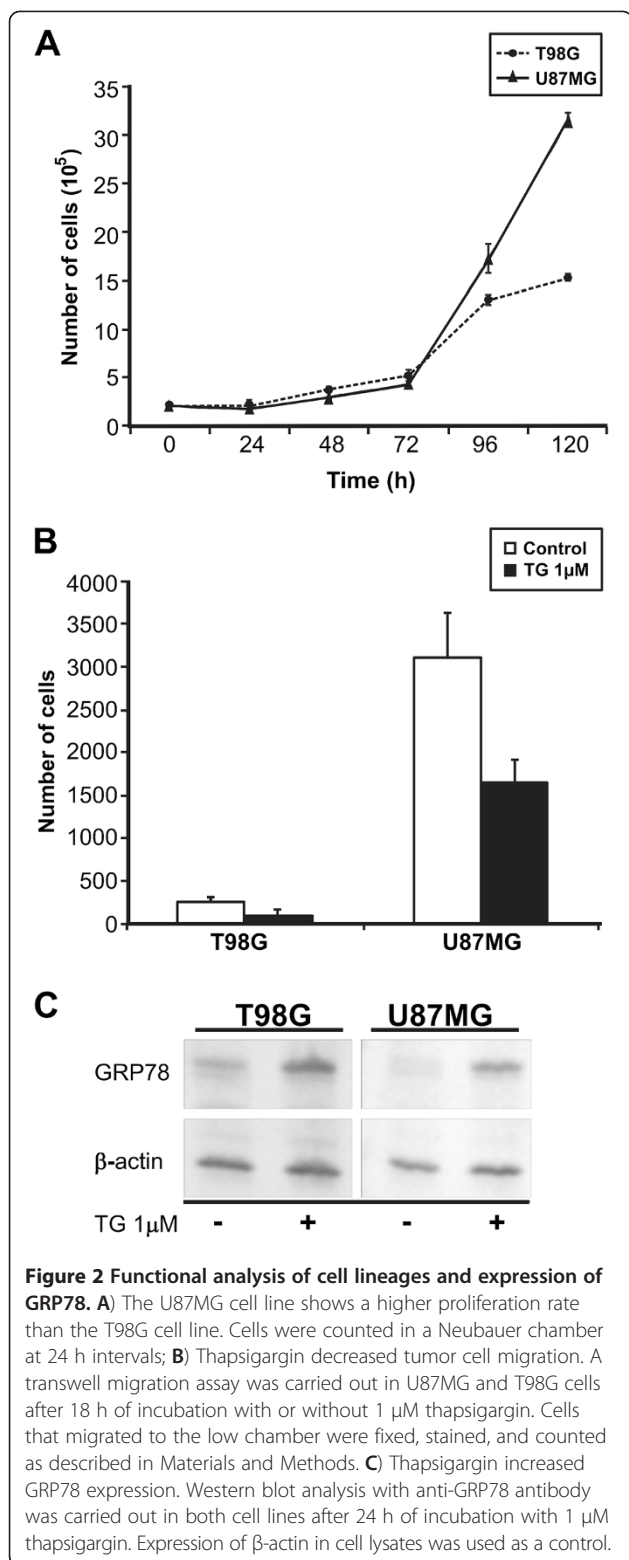 A
T98G
U87MG
35
30
25
20
15
10
5
0
Number of cells (10⁵)
0 24 48 72 96 120
Time (h)
B
Control
TG 1µM
4000
3500
3000
2500
2000
1500
1000
500
0
Number of cells
T98G U87MG
C
T98G U87MG
GRP78
β-actin
TG 1µM - + - +
Figure 2 Functional analysis of cell lineages and expression of
GRP78. A) The U87MG cell line shows a higher proliferation rate
than the T98G cell line. Cells were counted in a Neubauer chamber
at 24 h intervals; B) Thapsigargin decreased tumor cell migration. A
transwell migration assay was carried out in U87MG and T98G cells
after 18 h of incubation with or without 1 µM thapsigargin. Cells
that migrated to the low chamber were fixed, stained, and counted
as described in Materials and Methods. C) Thapsigargin increased
GRP78 expression. Western blot analysis with anti-GRP78 antibody
was carried out in both cell lines after 24 h of incubation with 1 µM
thapsigargin. Expression of β-actin in cell lysates was used as a control.